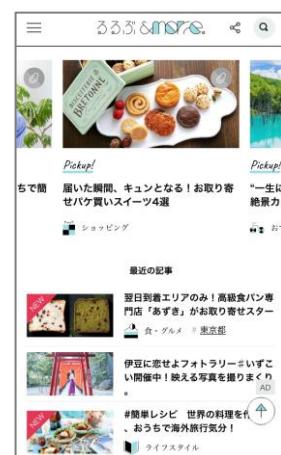 るるぶ&more.
BISCUITERIE
BRETONNE
Pickup!
Pickup!
ちで簡
届いた瞬間、キュンとなる!お取り寄
せパケ買いスイーツ4選
"一生に
絶景カ
ショッピング
お
最近の記事
NEW
翌日到着エリアのみ!高級食パン専
門店「あずき」がお取り寄せスター
食・グルメ
東京都
伊豆に恋せよフォトラリー#いずこ
い開催中!映える写真を撮りまくり
。
AD
NEW
#簡単レシピ 世界の料理を作
、おうちで海外旅行気分!
ライフスタイル